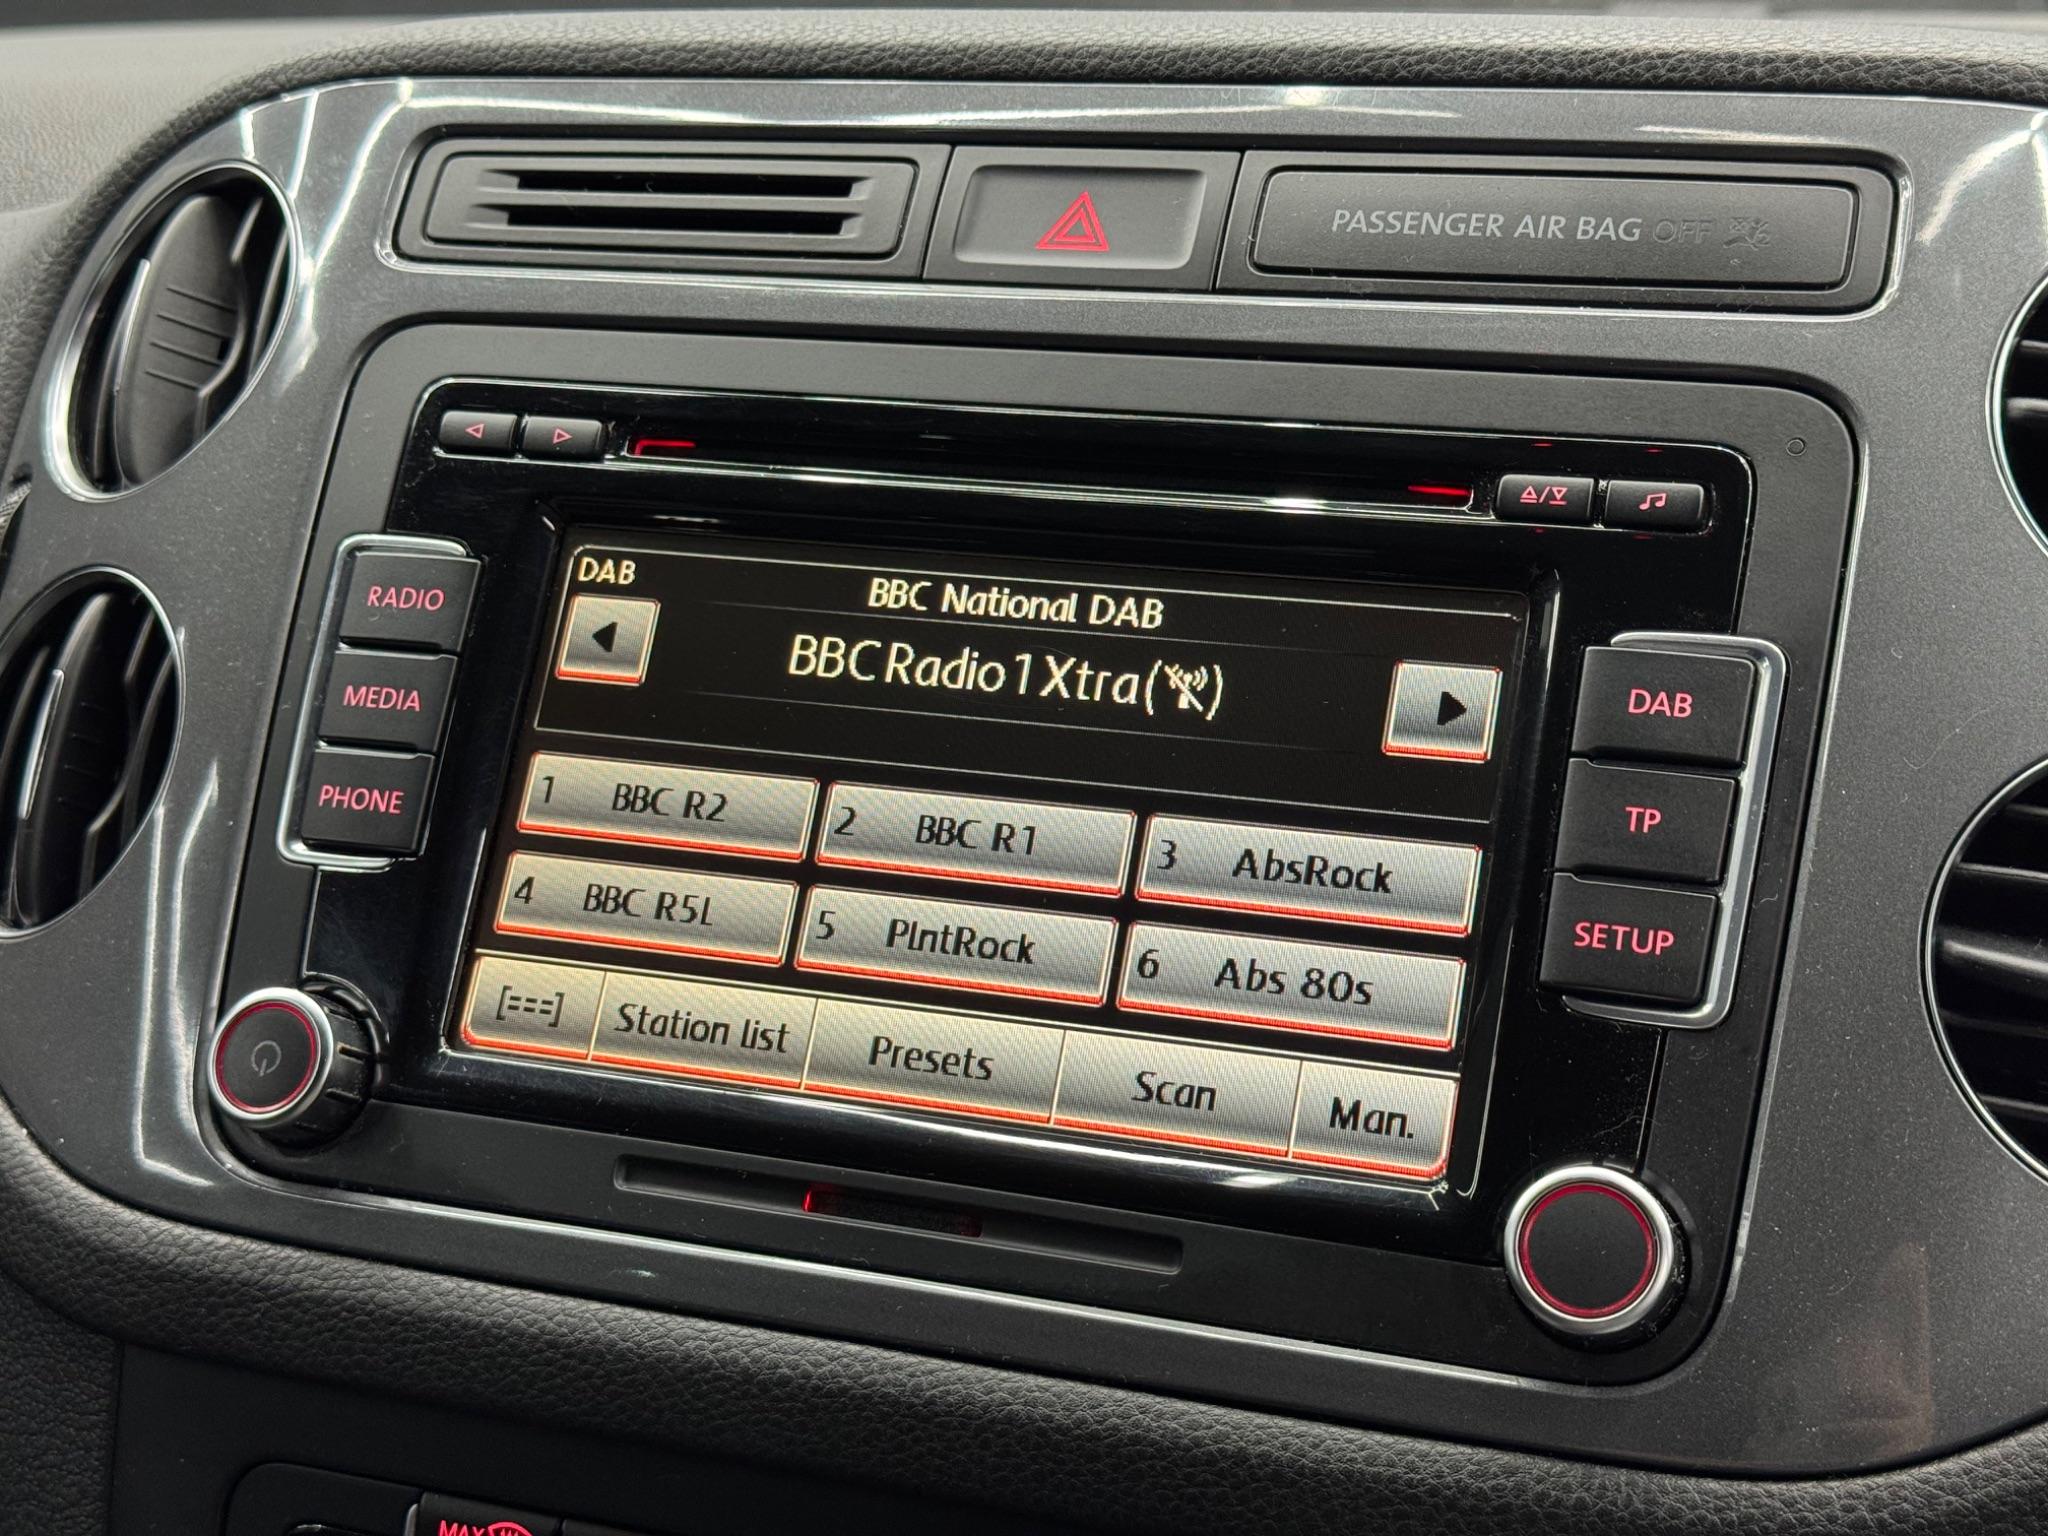 PASSENGER AIR BAG OFF
RADIO
MEDIA
PHONE
DAB
BBC National DAB
BBC Radio 1 Xtra ( )
1 BBC R2
2 BBC R1
3 AbsRock
4 BBC R5L
5 PlntRock
6 Abs 80s
Station list
Presets
Scan
Man.
DAB
TP
SETUP
MAX